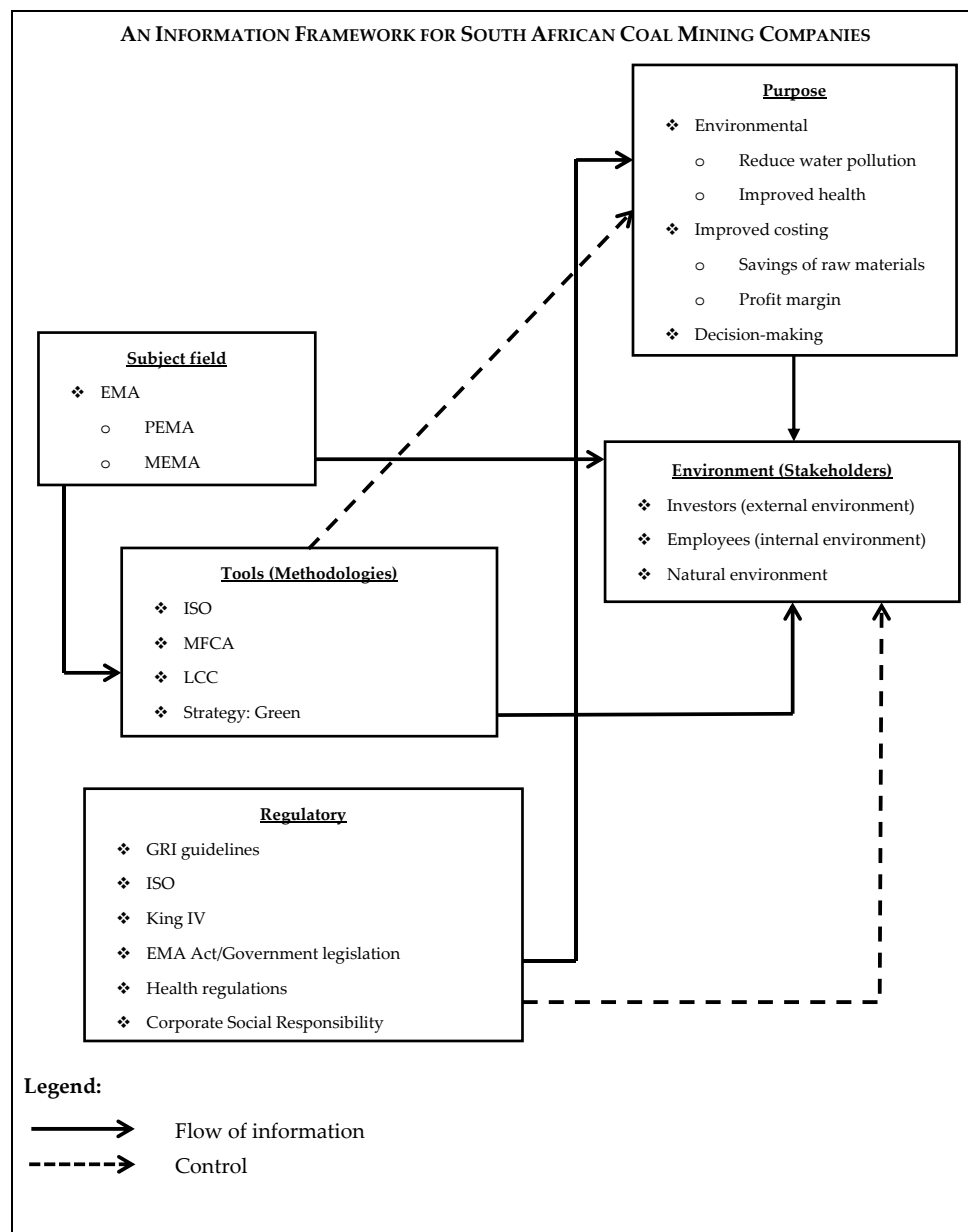 AN INFORMATION FRAMEWORK FOR SOUTH AFRICAN COAL MINING COMPANIES
Purpose
❖ Environmental
o Reduce water pollution
o Improved health
❖ Improved costing
o Savings of raw materials
o Profit margin
❖ Decision-making
Subject field
❖ EMA
o PEMA
o MEMA
Environment (Stakeholders)
❖ Investors (external environment)
❖ Employees (internal environment)
❖ Natural environment
Tools (Methodologies)
❖ ISO
❖ MFCA
❖ LCC
❖ Strategy: Green
Regulatory
❖ GRI guidelines
❖ ISO
❖ King IV
❖ EMA Act/Government legislation
❖ Health regulations
❖ Corporate Social Responsibility
Legend:
Flow of information
Control